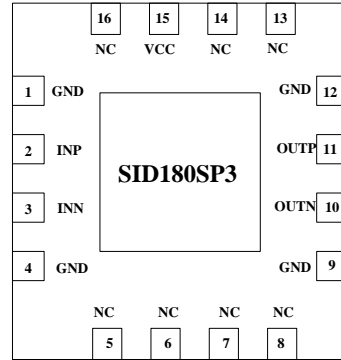 16 15 14 13
NC VCC NC NC
1 GND GND 12
2 INP OUTP 11
SID180SP3
3 INN OUTN 10
4 GND GND 9
NC NC NC NC
5 6 7 8